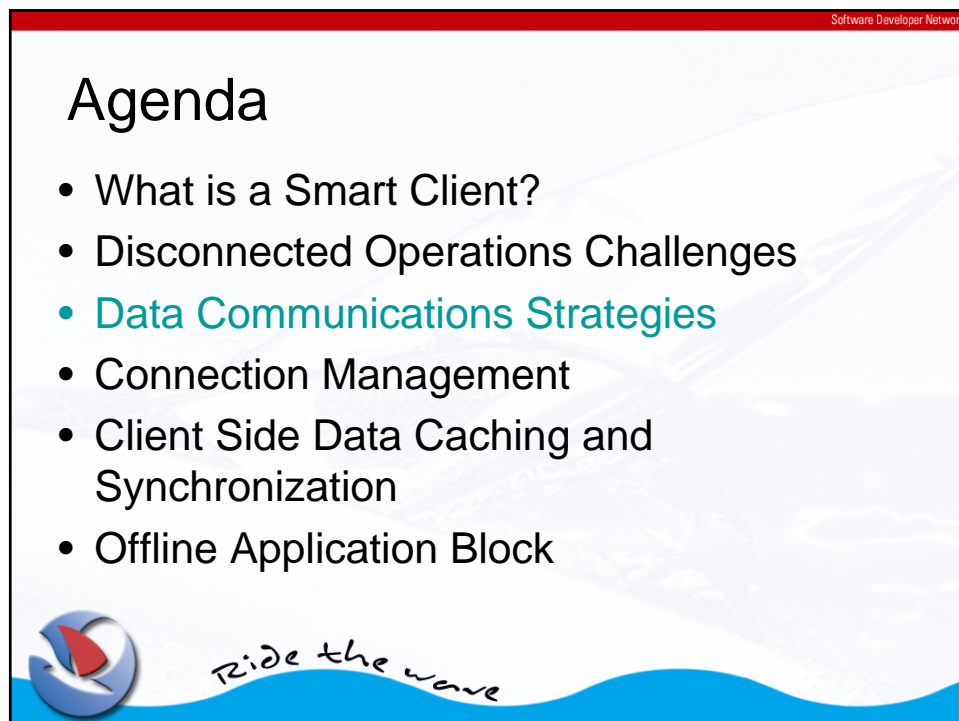 Software Developer Networ
Agenda
• What is a Smart Client?
• Disconnected Operations Challenges
• Data Communications Strategies
• Connection Management
• Client Side Data Caching and
Synchronization
• Offline Application Block
Ride the wave